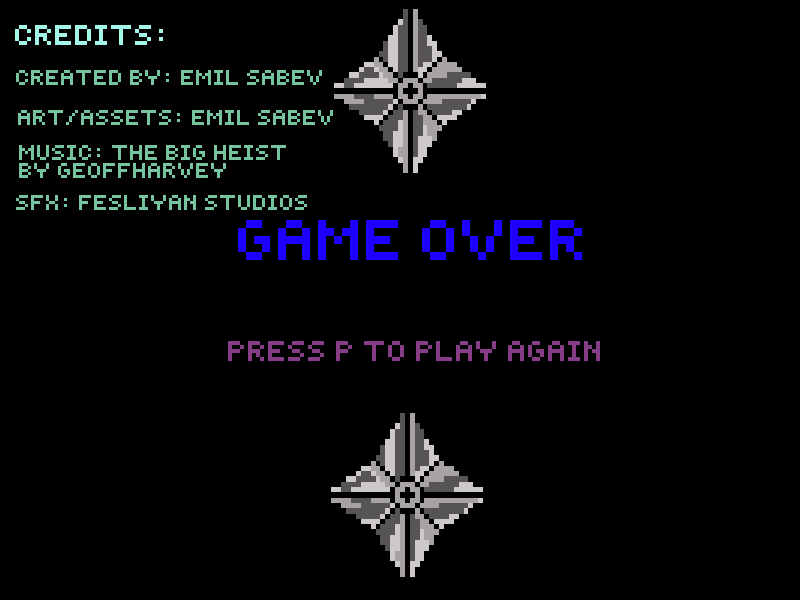 CREDITS:
CREATED BY: EMIL SABEV
ART/ASSETS: EMIL SABEV
MUSIC: THE BIG HEIST
BY GEOFFHARVEY
SFX: FESLIYAN STUDIOS
GAME OVER
PRESS P TO PLAY AGAIN